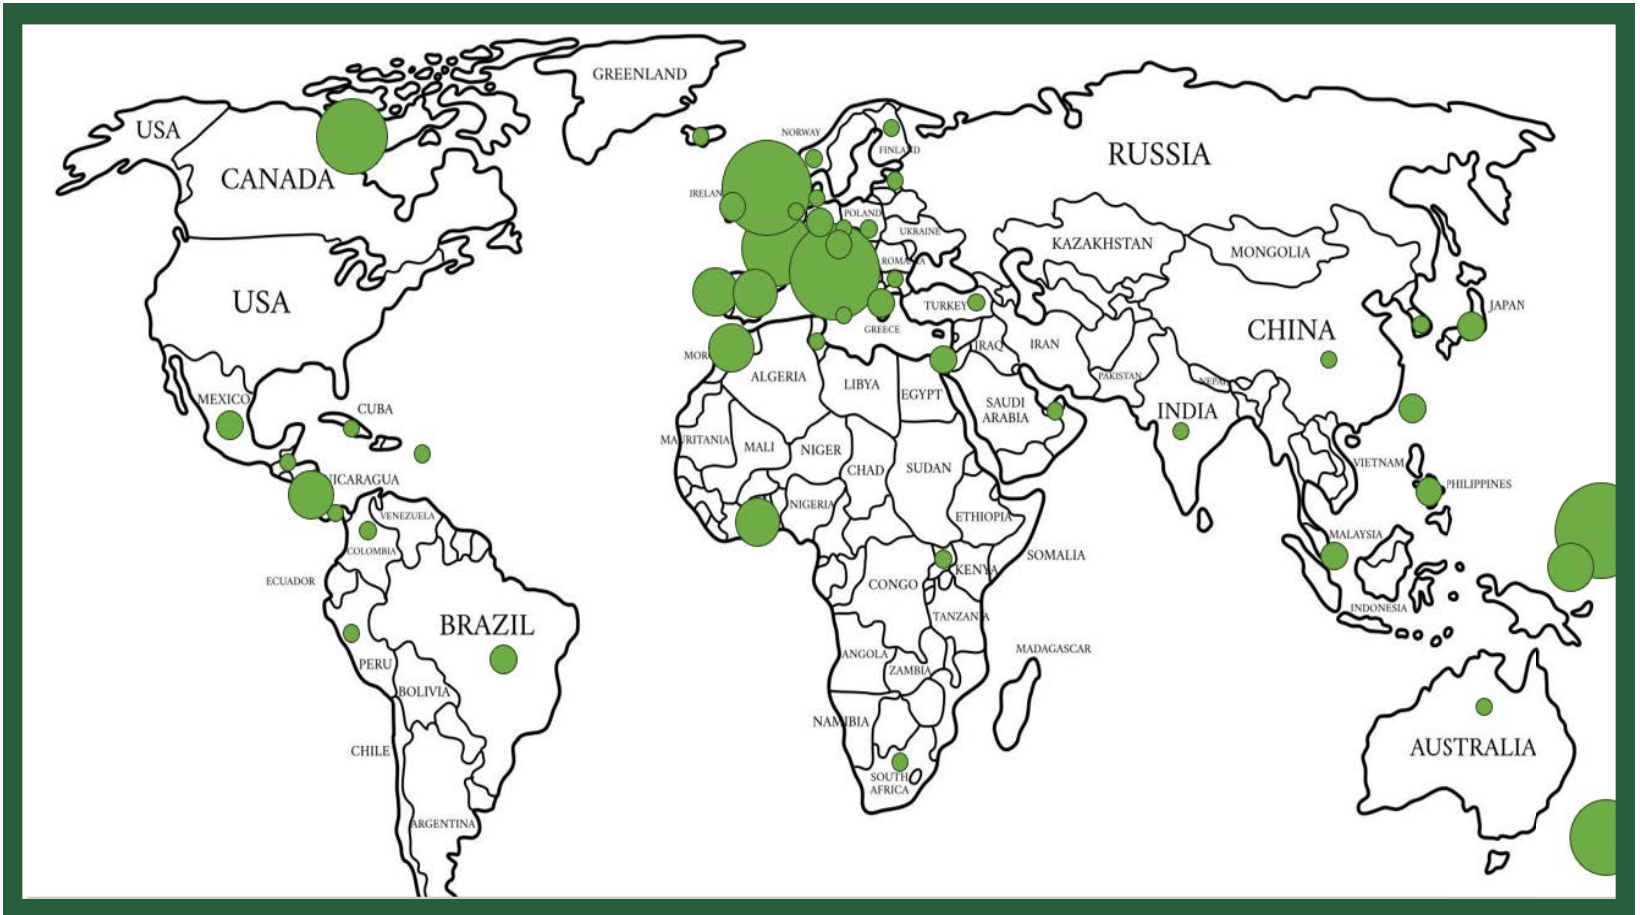 GREENLAND
USA
NORWAY
RUSSIA
FINLAND
CANADA
IRELAN
POLAND
UKRAINE
KAZAKHSTAN
MONGOLIA
ROMANIA
USA
TURKEY
JAPAN
GREECE
CHINA
IRAQ
IRAN
MOR
ALGERIA
LIBYA
PAKISTAN
NEPAL
EGYPT
MEXICO
CUBA
SAUDI
ARABIA
INDIA
MAURITANIA
MALI
NIGER
CHAD
SUDAN
VIETNAM
NICARAGUA
PHILIPPINES
NIGERIA
VENEZUELA
ETHIOPIA
MALAYSIA
COLOMBIA
SOMALIA
KENYA
ECUADOR
CONGO
INDONESIA
TANZANIA
BRAZIL
MADAGASCAR
ANGOLA
PERU
ZAMBIA
BOLIVIA
NAMIBIA
CHILE
AUSTRALIA
SOUTH
AFRICA
ARGENTINA